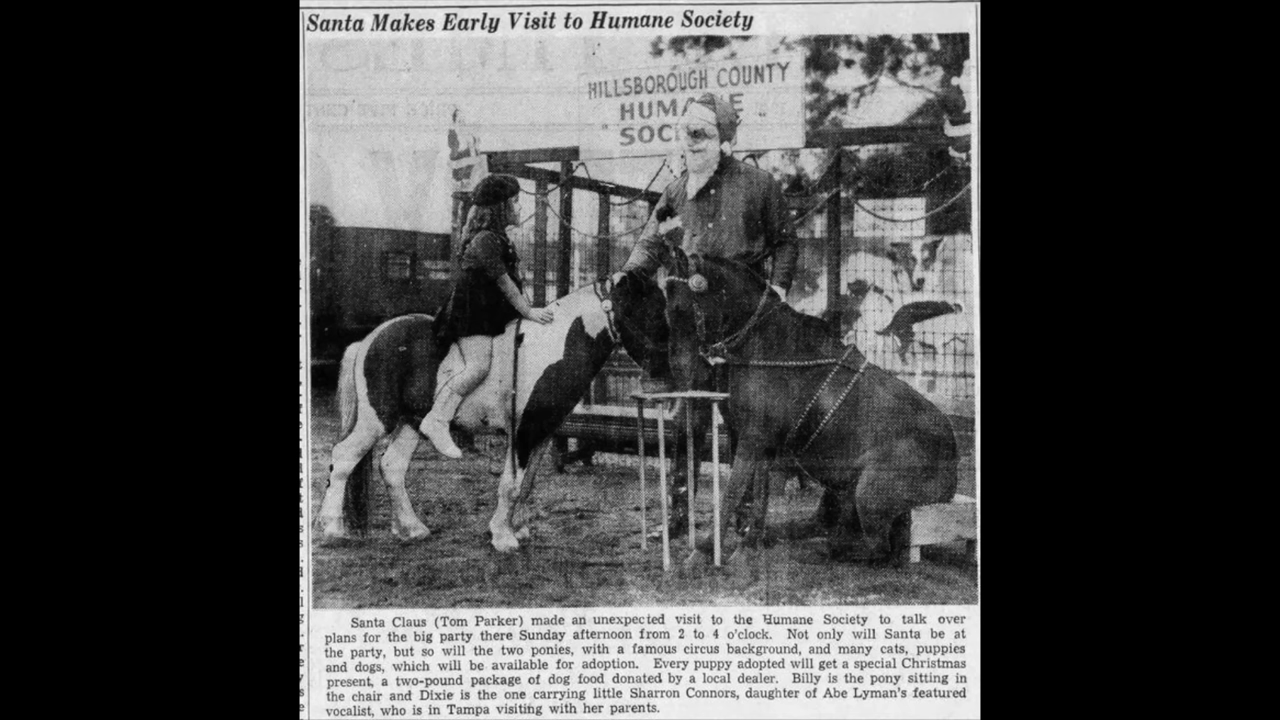 Santa Makes Early Visit to Humane Society
HILLSBOROUGH COUNTY
HUMANE
SOCI
Santa Claus (Tom Parker) made an unexpected visit to the Humane Society to talk over
plans for the big party there Sunday afternoon from 2 to 4 o'clock. Not only will Santa be at
the party, but so will the two ponies, with a famous circus background, and many cats, puppies
and dogs, which will be available for adoption. Every puppy adopted will get a special Christmas
present, a two-pound package of dog food donated by a local dealer. Billy is the pony sitting in
the chair and Dixie is the one carrying little Sharron Connors, daughter of Abe Lyman's featured
vocalist, who is in Tampa visiting with her parents.